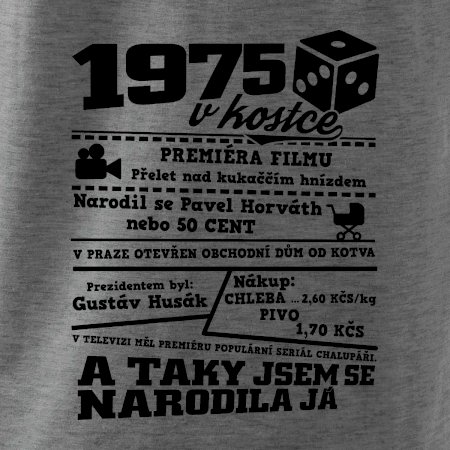 1975
v kostce
PREMIÉRA FILMU
Přelet nad kukaččím hnízdem
Narodil se Pavel Horváth
nebo 50 CENT
V PRAZE OTEVŘEN OBCHODNÍ DŮM OD KOTVA
Prezidentem byl:
Gustáv Husák
Nákup:
CHLEBA ... 2,60 KČS/kg
PIVO
1,70 KČS
V TELEVIZI MĚL PREMIÉRU POPULÁRNÍ SERIÁL CHALUPÁŘI.
A TAKY JSEM SE
NARODILA JÁ